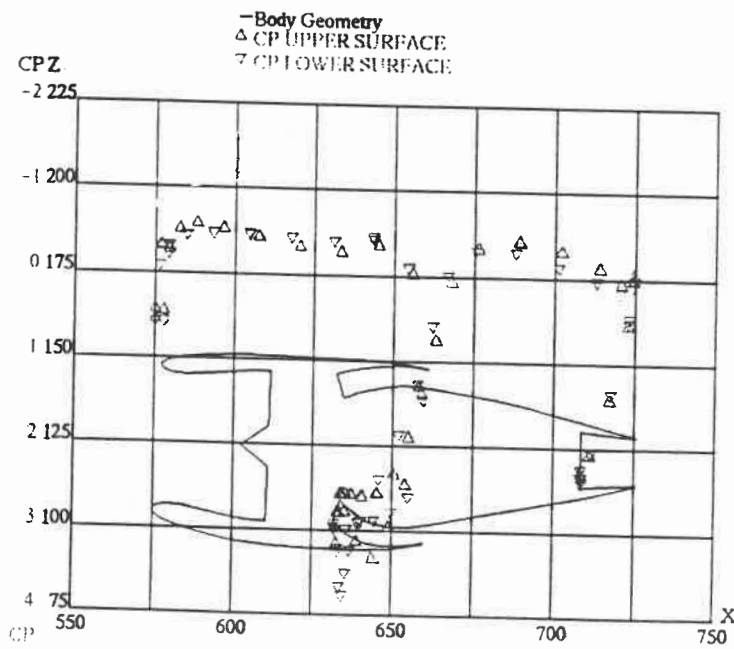 Body Geometry
CP UPPER SURFACE
CP LOWER SURFACE
CP Z
-2 225
-1 200
0 175
1 150
2 125
3 100
4 75
550 600 650 700 750 X
CP